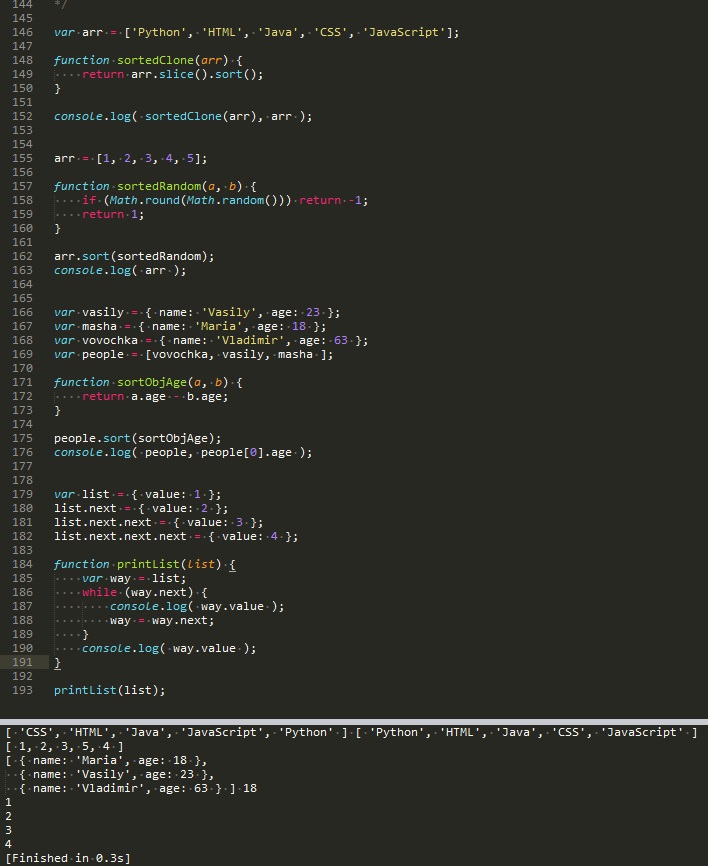 144 */
145
146 var arr = ['Python', 'HTML', 'Java', 'CSS', 'JavaScript'];
147
148 function sortedClone(arr) {
149     return arr.slice().sort();
150 }
151
152 console.log( sortedClone(arr), arr );
153
154
155 arr = [1, 2, 3, 4, 5];
156
157 function sortedRandom(a, b) {
158     if (Math.round(Math.random())) return -1;
159     return 1;
160 }
161
162 arr.sort(sortedRandom);
163 console.log( arr );
164
165
166 var vasily = { name: 'Vasily', age: 23 };
167 var masha = { name: 'Maria', age: 18 };
168 var vovochka = { name: 'Vladimir', age: 63 };
169 var people = [vovochka, vasily, masha ];
170
171 function sortObjAge(a, b) {
172     return a.age - b.age;
173 }
174
175 people.sort(sortObjAge);
176 console.log( people, people[0].age );
177
178
179 var list = { value: 1 };
180 list.next = { value: 2 };
181 list.next.next = { value: 3 };
182 list.next.next.next = { value: 4 };
183
184 function printList(list) {
185     var way = list;
186     while (way.next) {
187         console.log( way.value );
188         way = way.next;
189     }
190     console.log( way.value );
191 }
192
193 printList(list);
[ 'CSS', 'HTML', 'Java', 'JavaScript', 'Python' ] [ 'Python', 'HTML', 'Java', 'CSS', 'JavaScript' ]
[ 1, 2, 3, 5, 4 ]
[ { name: 'Maria', age: 18 },
  { name: 'Vasily', age: 23 },
  { name: 'Vladimir', age: 63 } ] 18
1
2
3
4
[Finished in 0.3s]